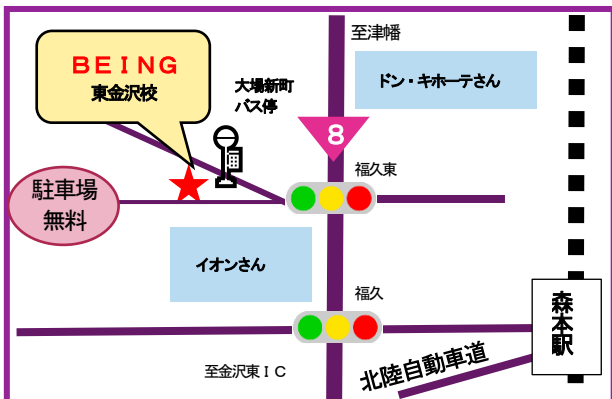 至津幡
ＢＥＩＮＧ
東金沢校
大場新町
バス停
ドン・キホーテさん
8
福久東
駐車場
無料
イオンさん
福久
森本駅
至金沢東ＩＣ
北陸自動車道